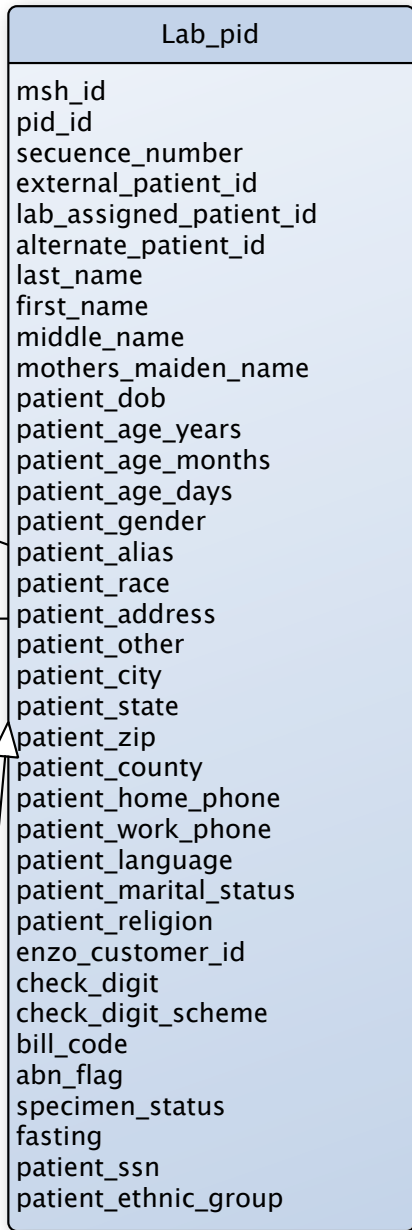 Lab_pid
msh_id
pid_id
secuence_number
external_patient_id
lab_assigned_patient_id
alternate_patient_id
last_name
first_name
middle_name
mothers_maiden_name
patient_dob
patient_age_years
patient_age_months
patient_age_days
patient_gender
patient_alias
patient_race
patient_address
patient_other
patient_city
patient_state
patient_zip
patient_county
patient_home_phone
patient_work_phone
patient_language
patient_marital_status
patient_religion
enzo_customer_id
check_digit
check_digit_scheme
bill_code
abn_flag
specimen_status
fasting
patient_ssn
patient_ethnic_group